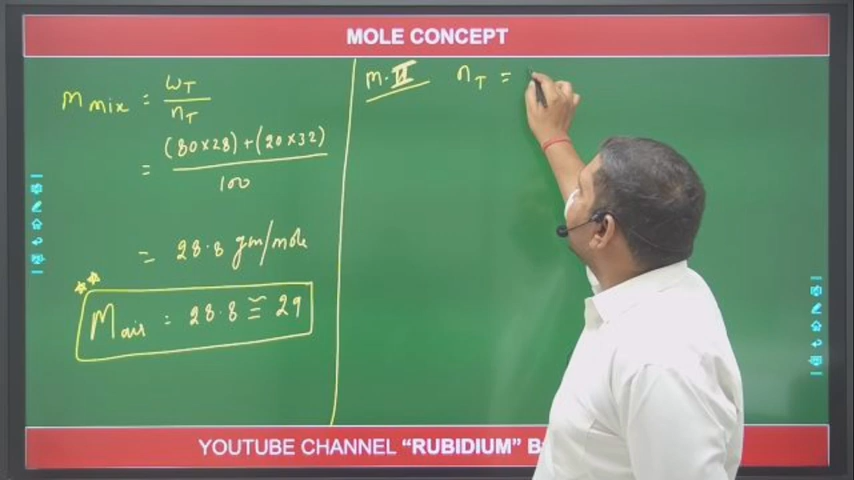 MOLE CONCEPT
M mix = WT / nT
= (80×28)+(20×32) / 100
= 28.8 gm/mole
Mair = 28.8 ≅ 29
M.II nT =
YOUTUBE CHANNEL “RUBIDIUM”